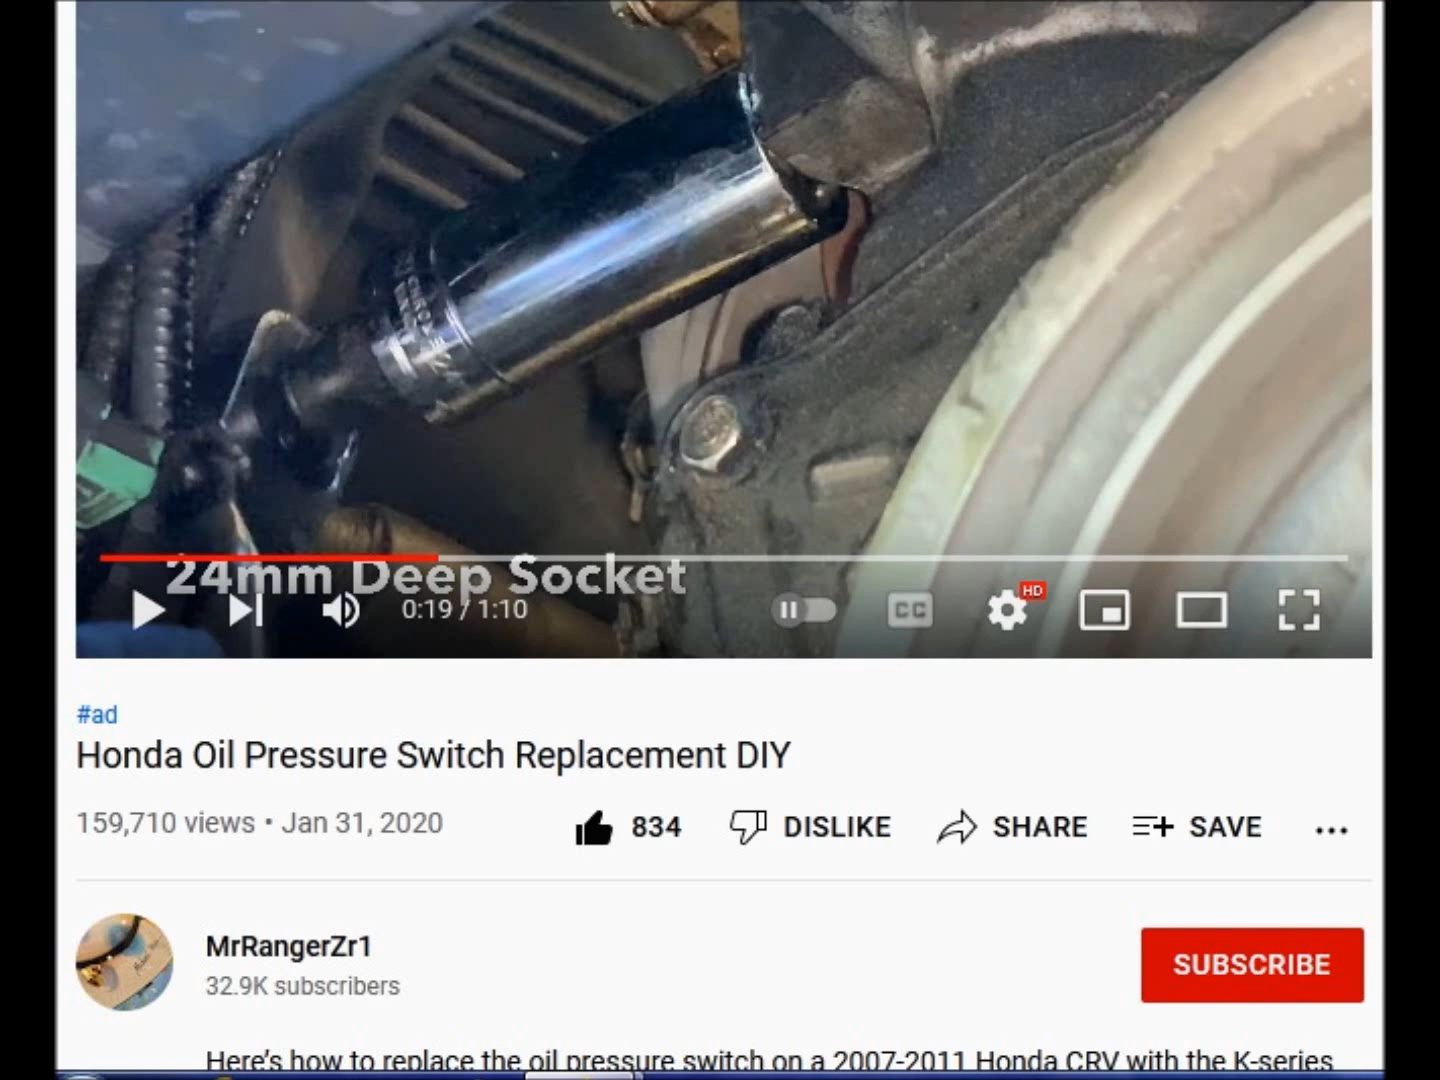 24mm Deep Socket
0:19 / 1:10
CC
HD
#ad
Honda Oil Pressure Switch Replacement DIY
159,710 views • Jan 31, 2020 834 DISLIKE SHARE SAVE ...
MrRangerZr1
32.9K subscribers
SUBSCRIBE
Here's how to replace the oil pressure switch on a 2007-2011 Honda CRV with the K-series